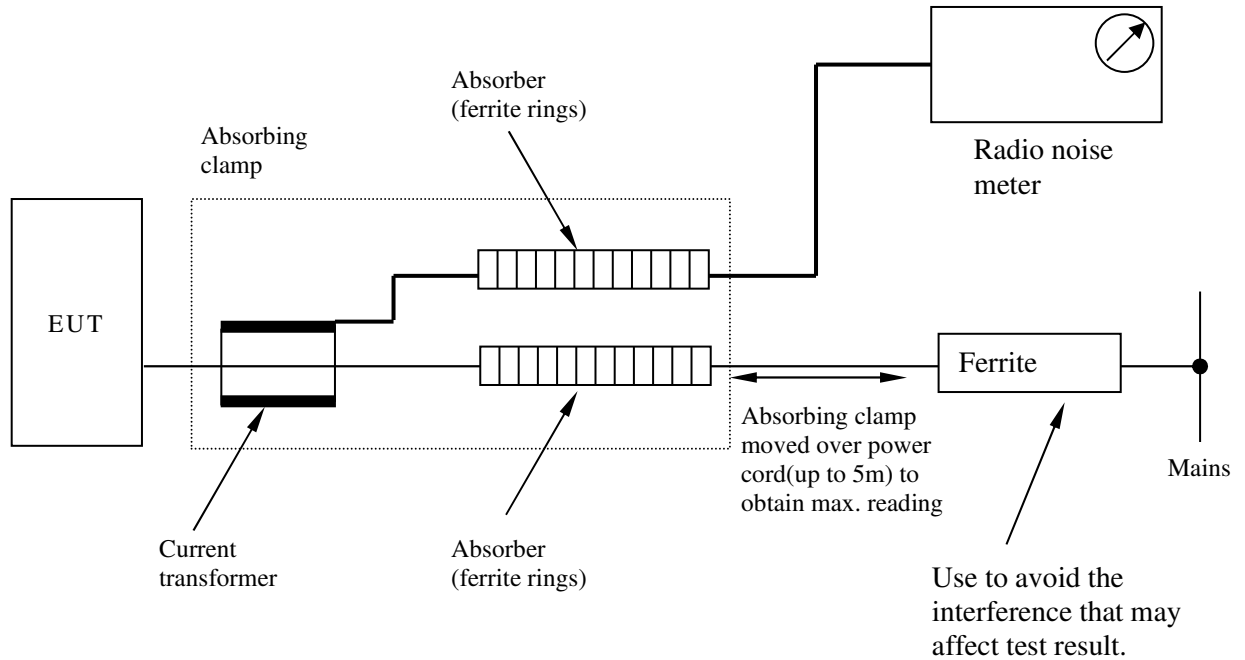 Absorber
(ferrite rings)
Absorbing
clamp
Radio noise
meter
EUT
Ferrite
Absorbing clamp
moved over power
cord(up to 5m) to
obtain max. reading
Mains
Current
transformer
Absorber
(ferrite rings)
Use to avoid the
interference that may
affect test result.